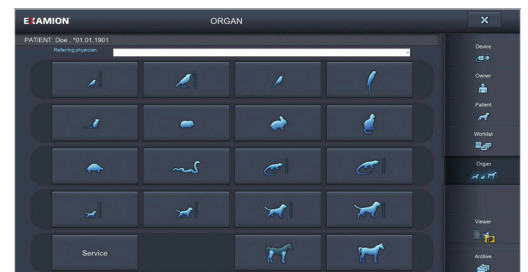 EXAMION
ORGAN
PATIENT: Doe , *01.01.1901
Referring physician:
Device
Owner
Patient
Worklist
Organ
Viewer
Service
Archive